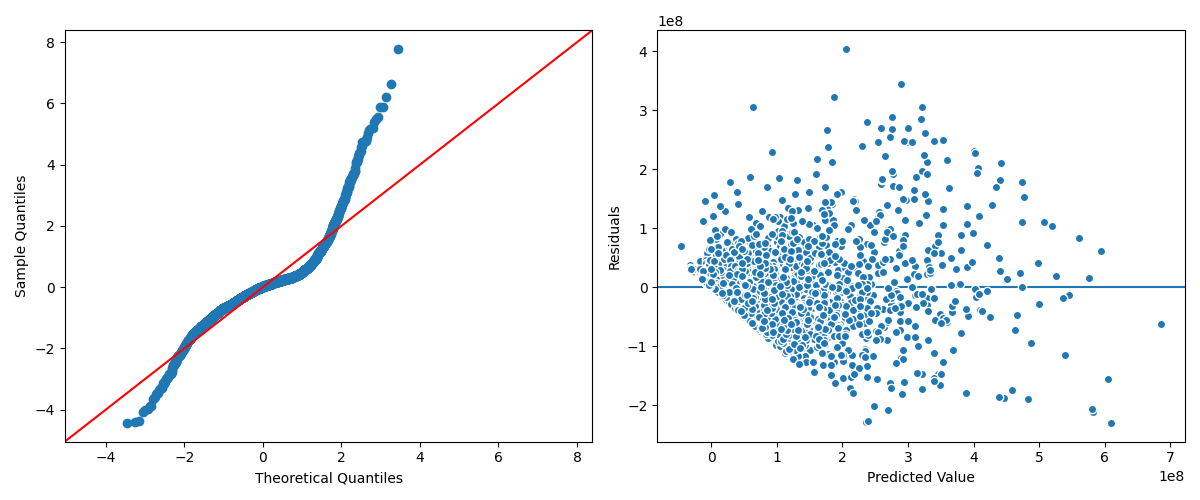 8
6
4
2
0
−2
−4
Sample Quantiles
−4 −2 0 2 4 6 8
Theoretical Quantiles
1e8
4
3
2
1
0
−1
−2
Residuals
0 1 2 3 4 5 6 7
1e8
Predicted Value